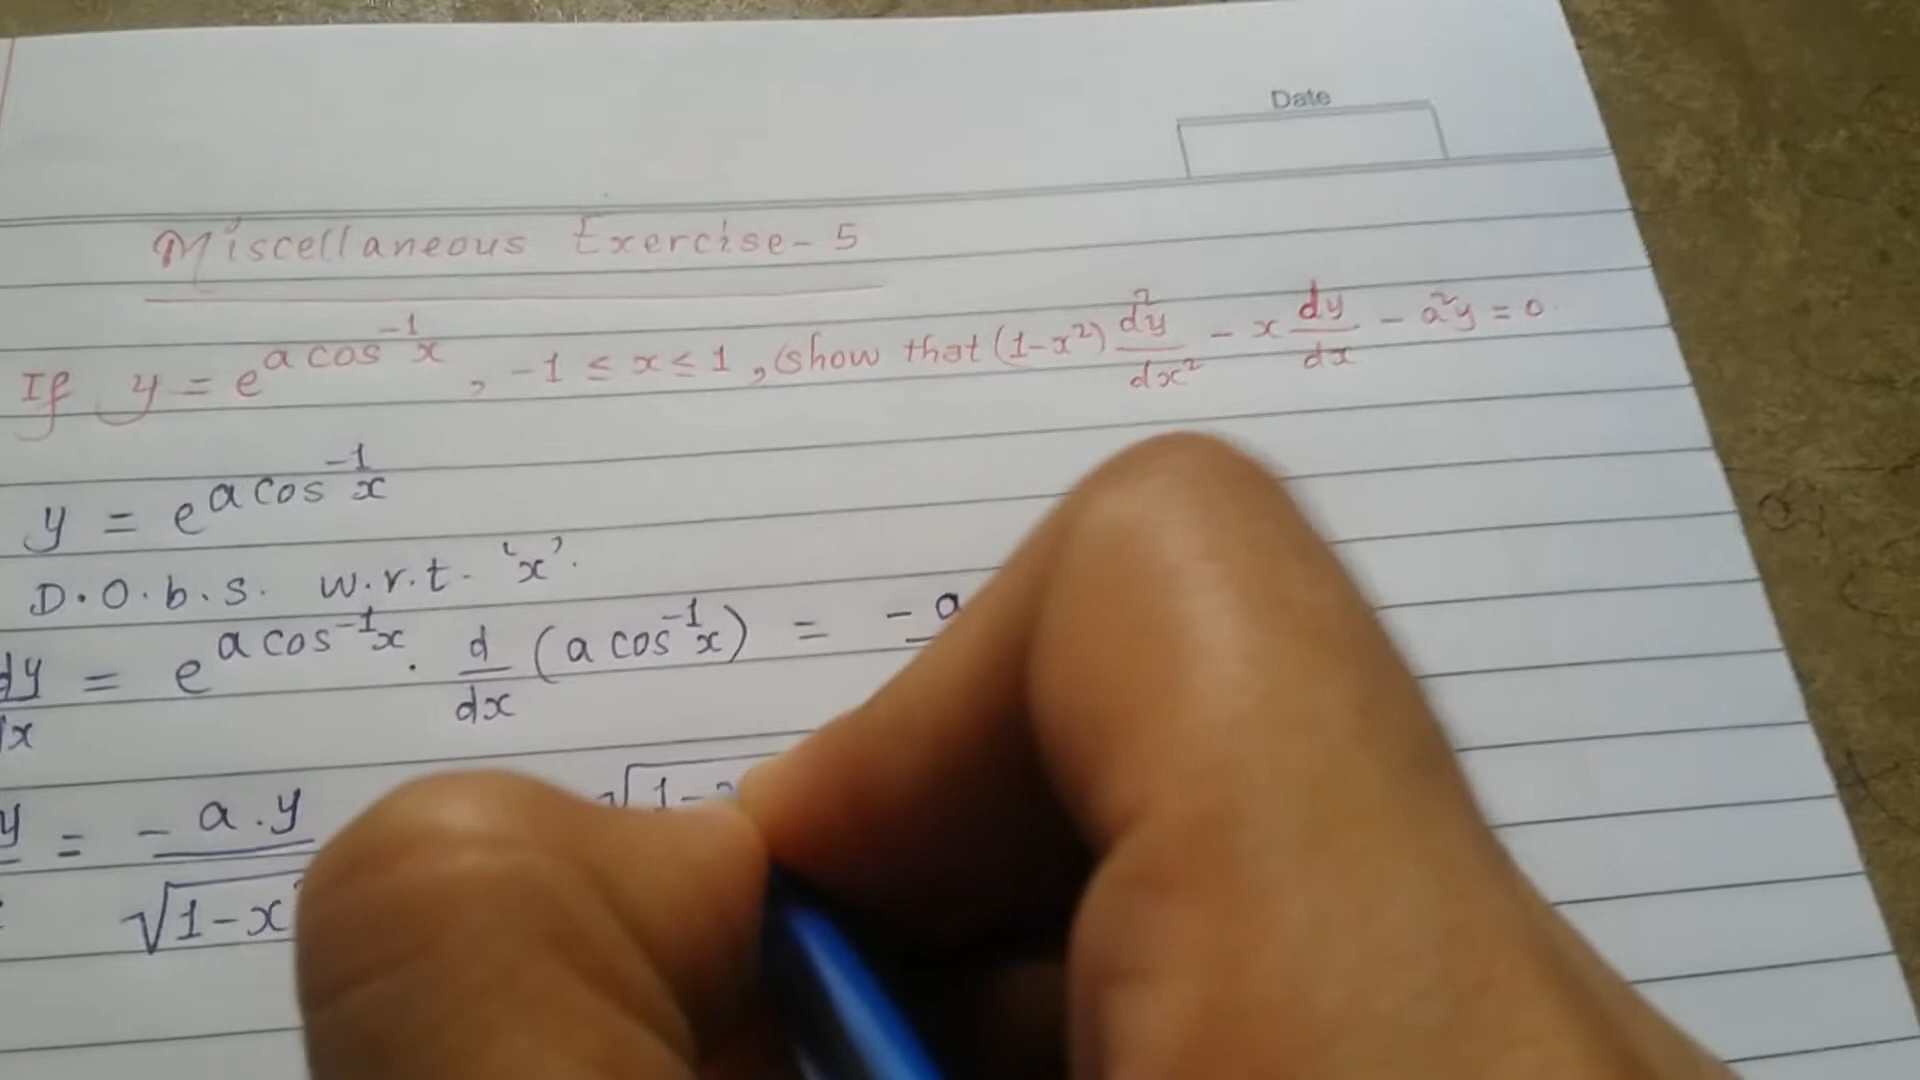 Date
Miscellaneous Exercise-5
If y = e^(a cos^-1 x), -1 ≤ x ≤ 1, show that (1-x²) d²y/dx² - x dy/dx - a²y = 0.
y = e^(a cos^-1 x)
D.O.b.s. w.r.t. 'x'.
dy/dx = e^(a cos^-1 x) . d/dx (a cos^-1 x) = -a
√1-
y = -a.y / √1-x